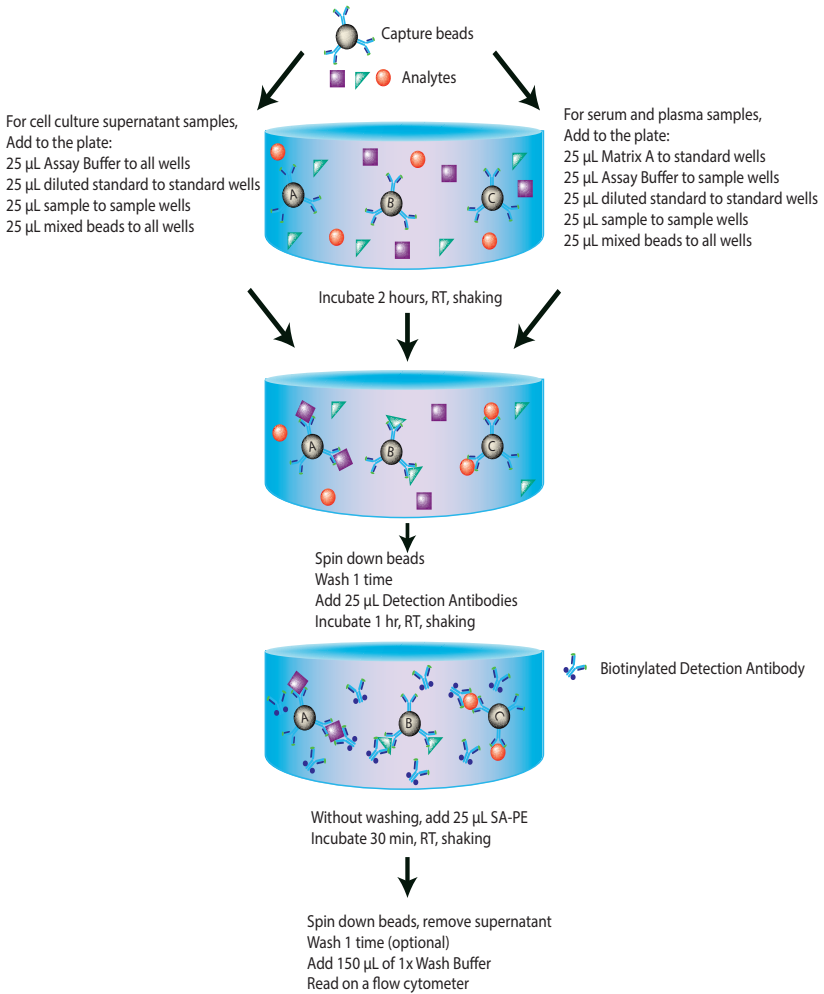 Capture beads
Analytes
For cell culture supernatant samples,
Add to the plate:
25 µL Assay Buffer to all wells
25 µL diluted standard to standard wells
25 µL sample to sample wells
25 µL mixed beads to all wells
For serum and plasma samples,
Add to the plate:
25 µL Matrix A to standard wells
25 µL Assay Buffer to sample wells
25 µL diluted standard to standard wells
25 µL sample to sample wells
25 µL mixed beads to all wells
A
B
C
Incubate 2 hours, RT, shaking
A
B
C
Spin down beads
Wash 1 time
Add 25 µL Detection Antibodies
Incubate 1 hr, RT, shaking
Biotinylated Detection Antibody
A
B
C
Without washing, add 25 µL SA-PE
Incubate 30 min, RT, shaking
Spin down beads, remove supernatant
Wash 1 time (optional)
Add 150 µL of 1x Wash Buffer
Read on a flow cytometer